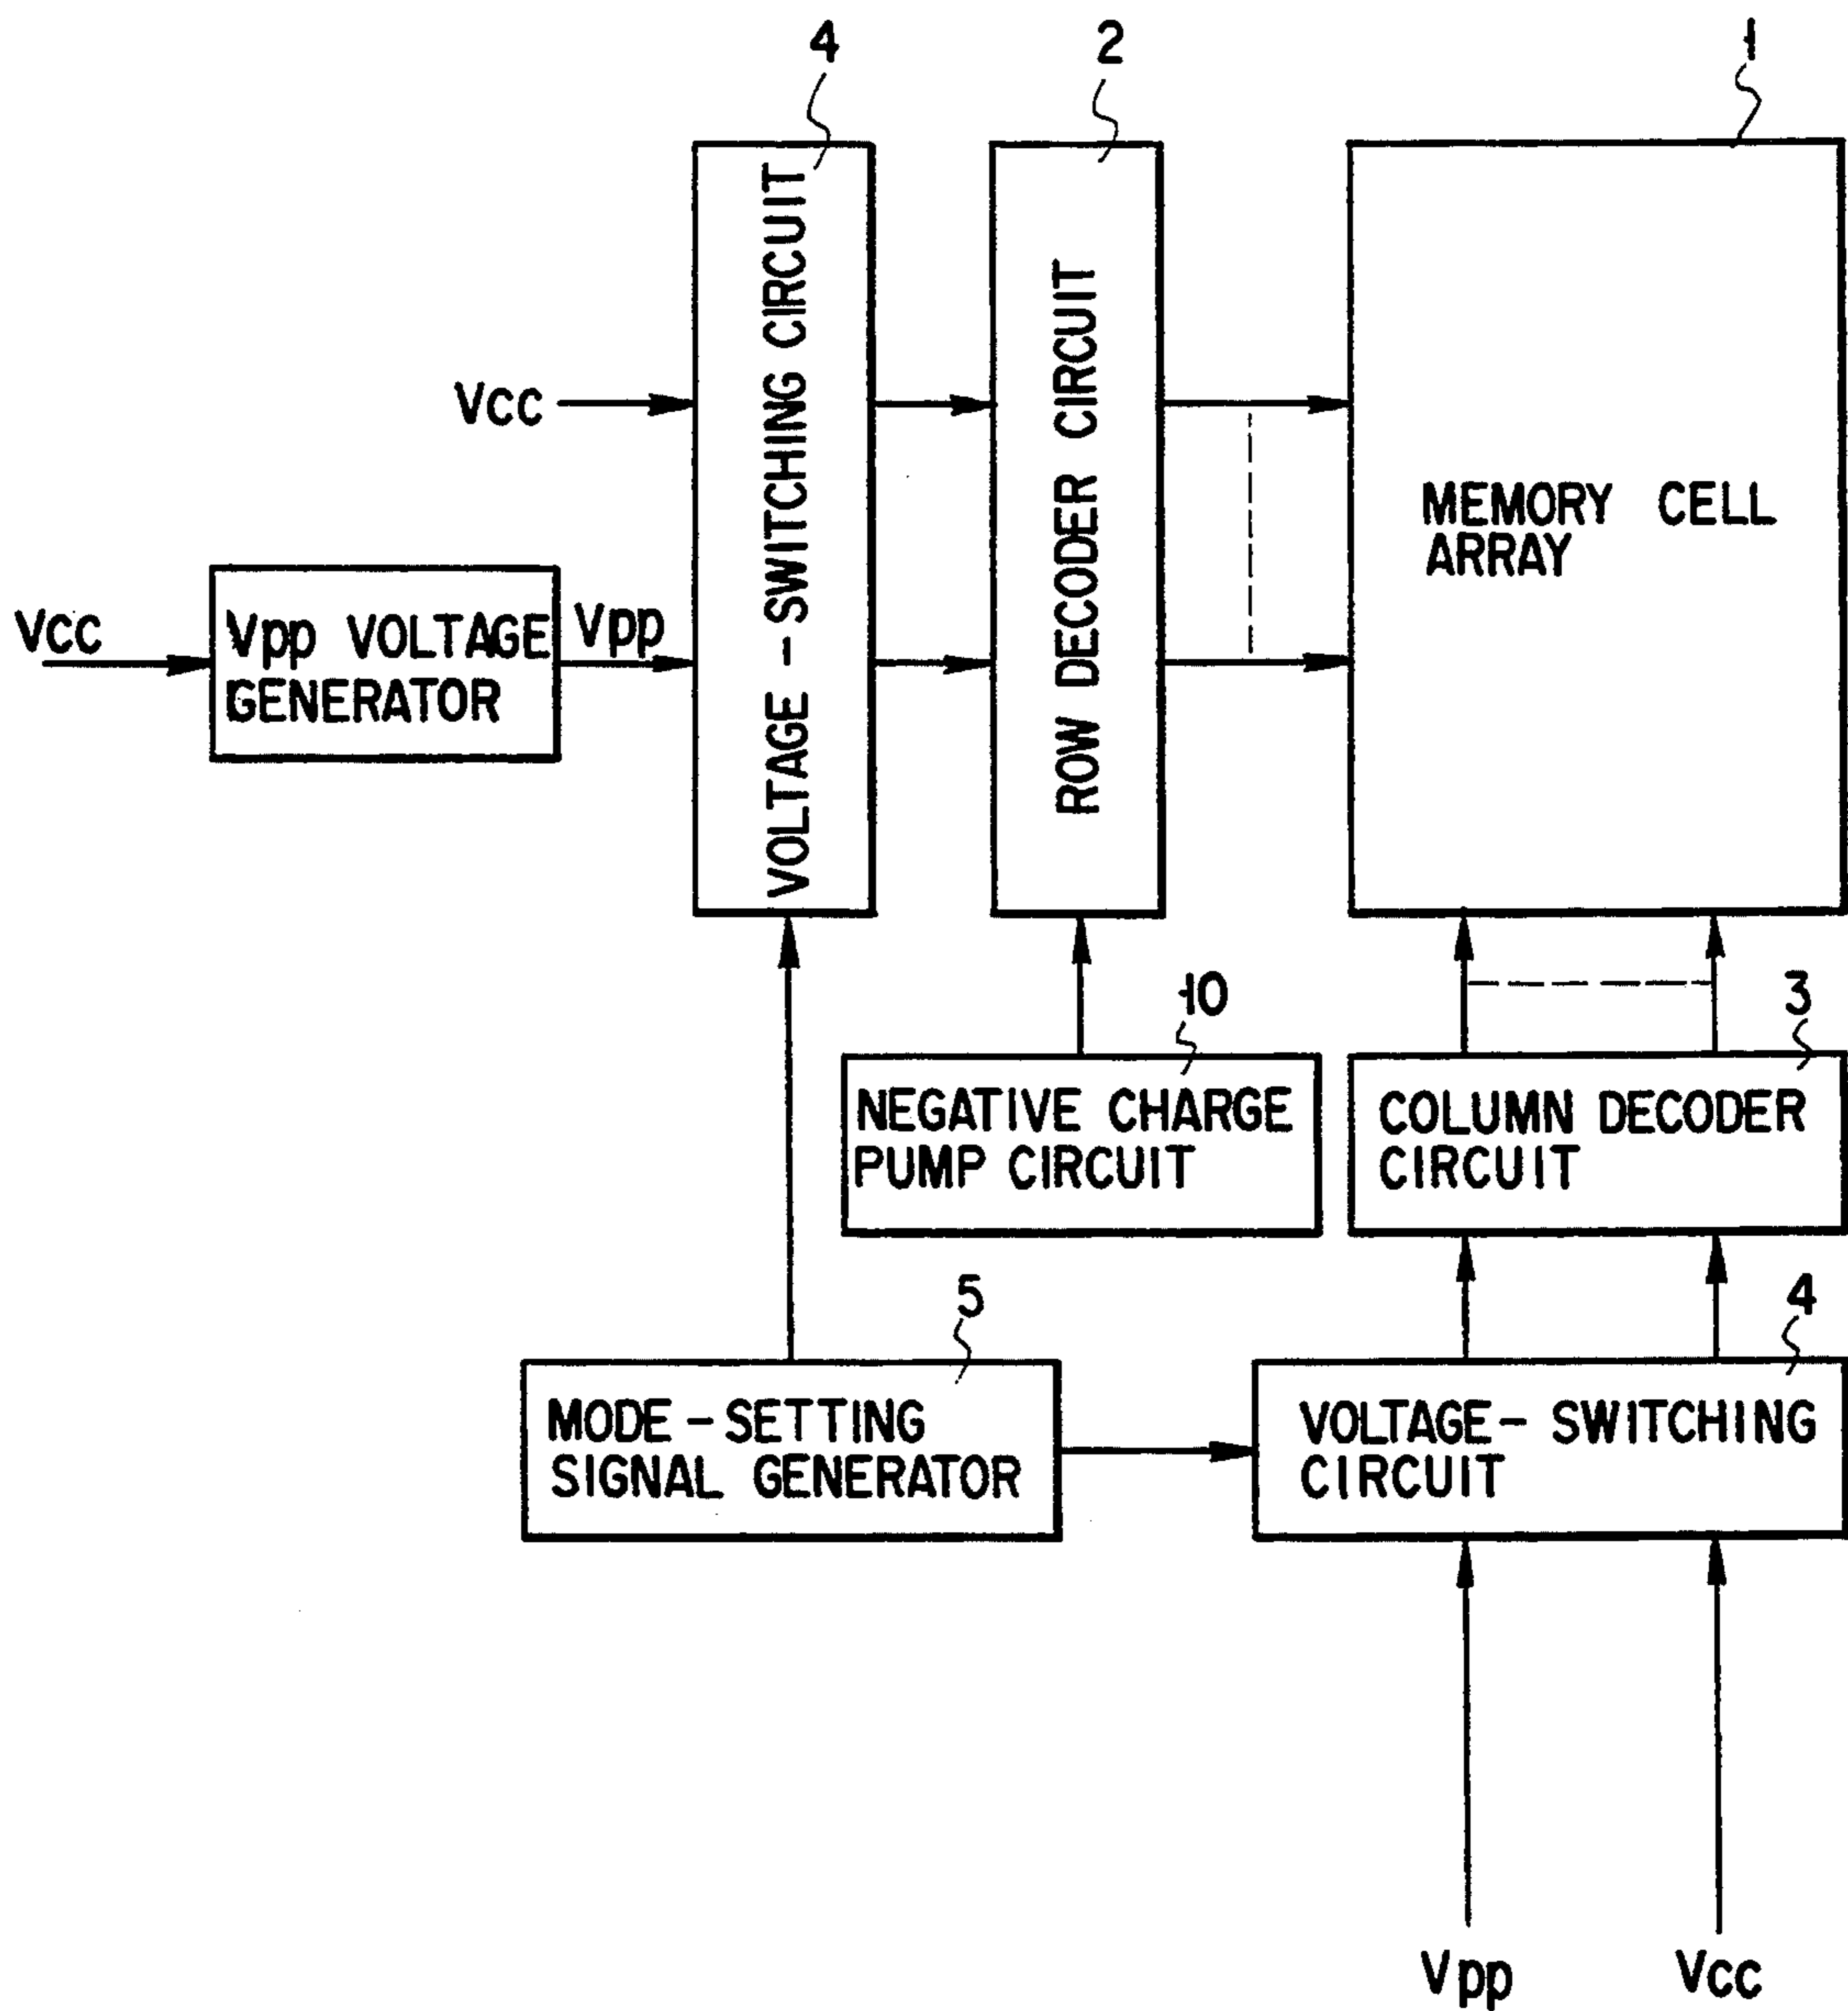 4
2
1
VOLTAGE-SWITCHING CIRCUIT
ROW DECODER CIRCUIT
MEMORY CELL
ARRAY
Vcc
Vcc
Vpp VOLTAGE
GENERATOR
Vpp
10
3
NEGATIVE CHARGE
PUMP CIRCUIT
COLUMN DECODER
CIRCUIT
5
4
MODE-SETTING
SIGNAL GENERATOR
VOLTAGE-SWITCHING
CIRCUIT
Vpp
Vcc